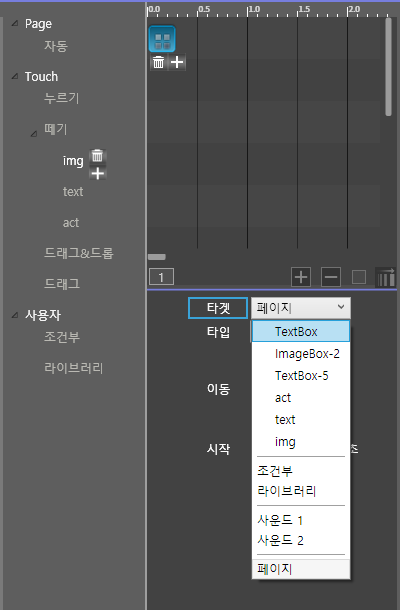 Page
자동
Touch
누르기
떼기
img
text
act
드래그&드롭
드래그
사용자
조건부
라이브러리
0.0 0.5 1.0 1.5 2.0
1
타겟 페이지
타입
이동
시작 초
TextBox
ImageBox-2
TextBox-5
act
text
img
조건부
라이브러리
사운드 1
사운드 2
페이지